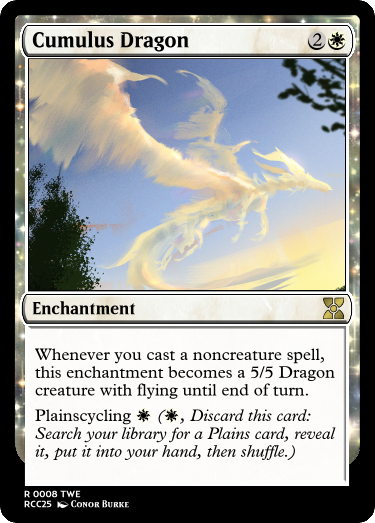 Cumulus Dragon 2
Enchantment
Whenever you cast a noncreature spell,
this enchantment becomes a 5/5 Dragon
creature with flying until end of turn.
Plainscycling (, Discard this card:
Search your library for a Plains card, reveal
it, put it into your hand, then shuffle.)
R 0008 TWE
RCC25 Conor Burke